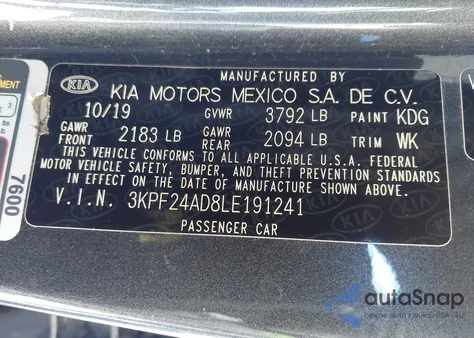 MANUFACTURED BY
KIA KIA MOTORS MEXICO S.A. DE C.V.
10/19 GVWR 3792 LB PAINT KDG
GAWR FRONT 2183 LB GAWR REAR 2094 LB TRIM WK
THIS VEHICLE CONFORMS TO ALL APPLICABLE U.S.A. FEDERAL
MOTOR VEHICLE SAFETY, BUMPER, AND THEFT PREVENTION STANDARDS
IN EFFECT ON THE DATE OF MANUFACTURE SHOWN ABOVE.
V.I.N. 3KPF24AD8LE191241
PASSENGER CAR
7600
autoSnap